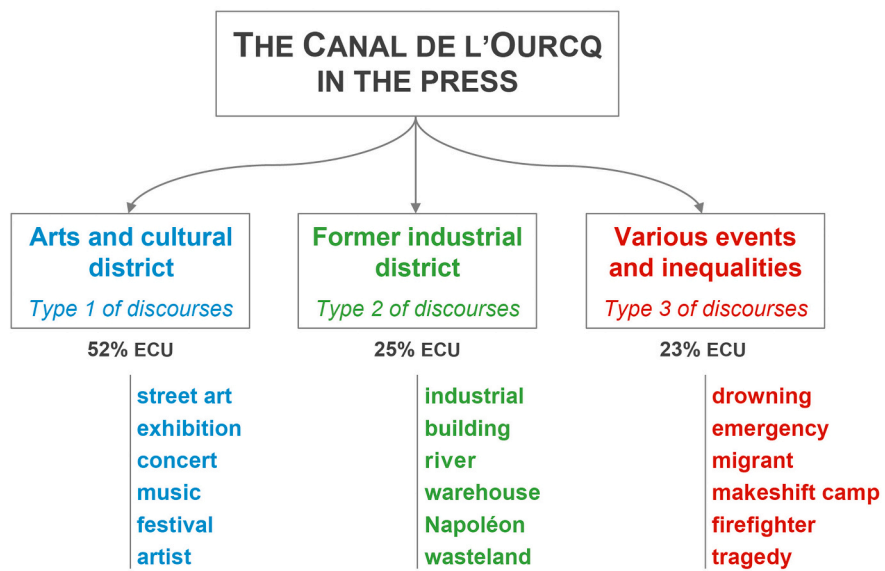 THE CANAL DE L'OURCQ
IN THE PRESS
Arts and cultural
district
Type 1 of discourses
52% ECU
street art
exhibition
concert
music
festival
artist
Former industrial
district
Type 2 of discourses
25% ECU
industrial
building
river
warehouse
Napoléon
wasteland
Various events
and inequalities
Type 3 of discourses
23% ECU
drowning
emergency
migrant
makeshift camp
firefighter
tragedy